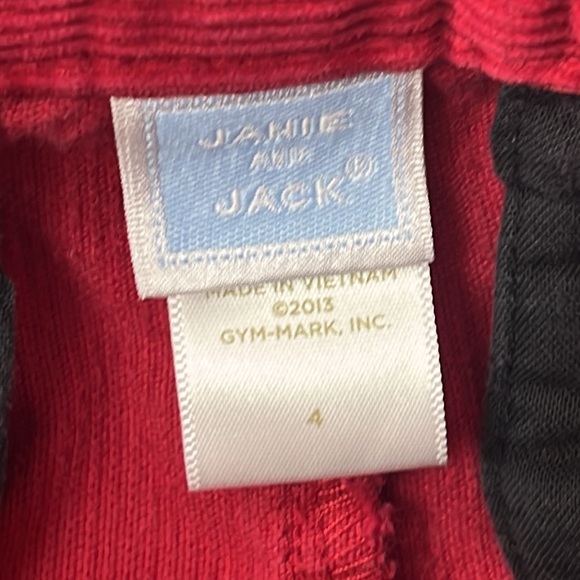 JANIE
AND
JACK®
MADE IN VIETNAM
©2013
GYM-MARK, INC.
4